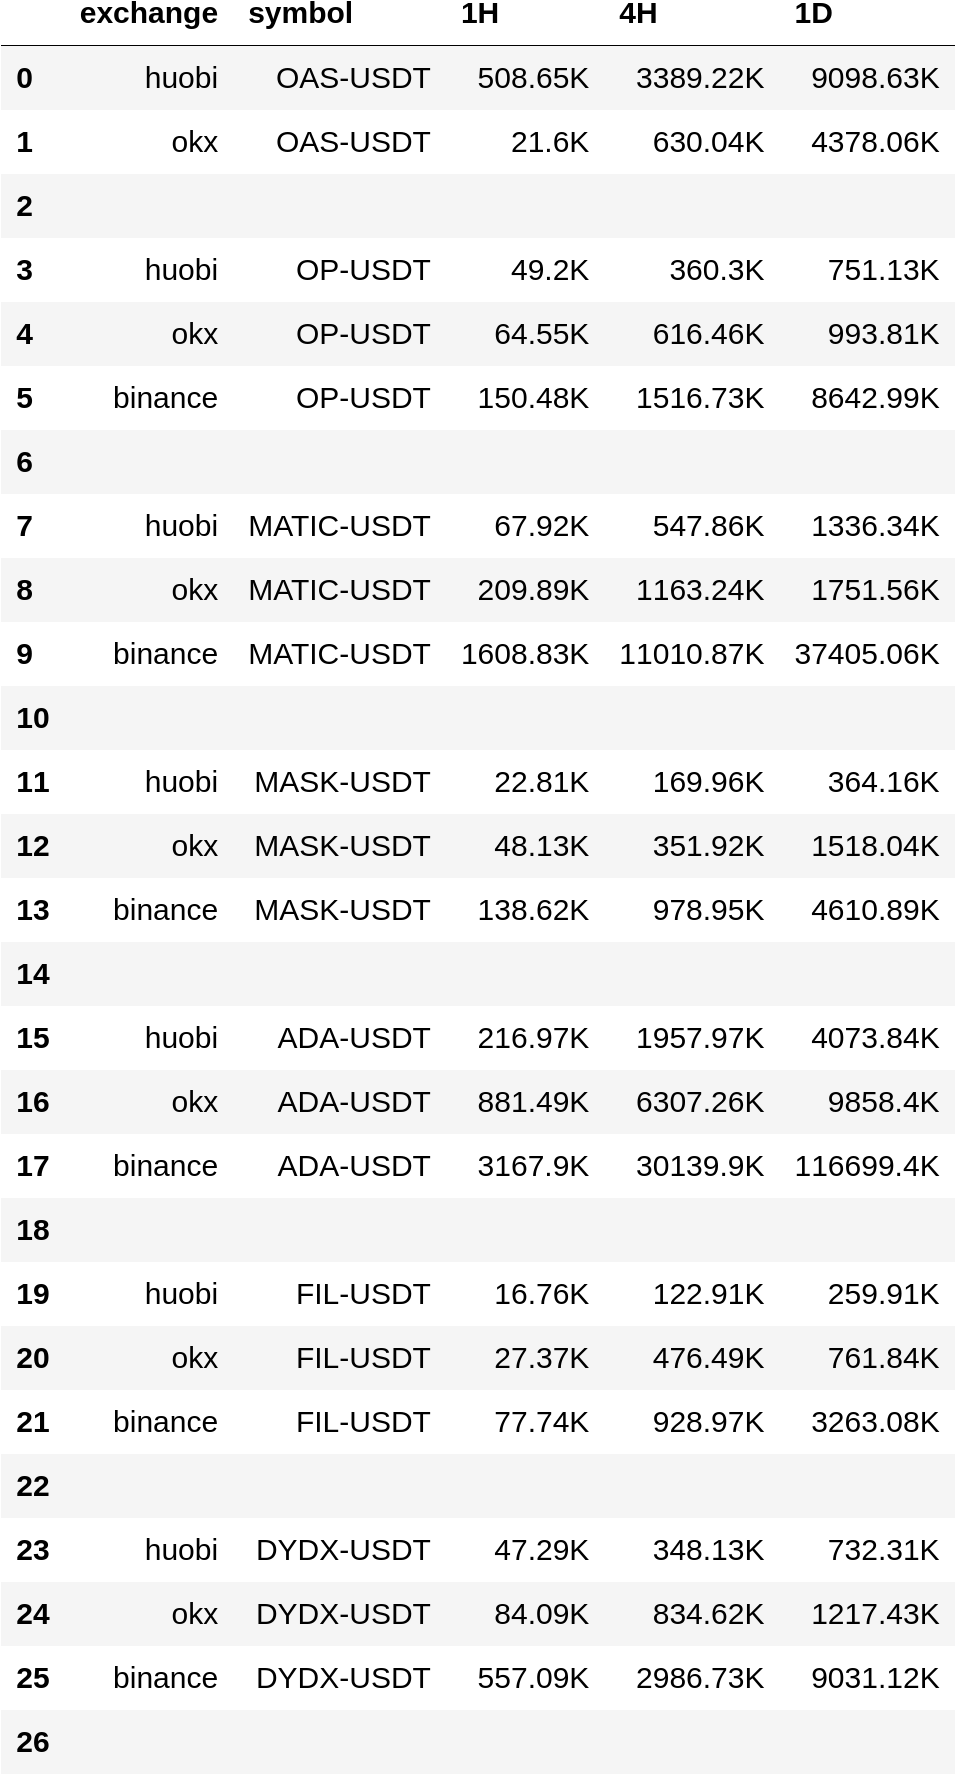 exchange symbol 1H 4H 1D
0 huobi OAS-USDT 508.65K 3389.22K 9098.63K
1 okx OAS-USDT 21.6K 630.04K 4378.06K
2
3 huobi OP-USDT 49.2K 360.3K 751.13K
4 okx OP-USDT 64.55K 616.46K 993.81K
5 binance OP-USDT 150.48K 1516.73K 8642.99K
6
7 huobi MATIC-USDT 67.92K 547.86K 1336.34K
8 okx MATIC-USDT 209.89K 1163.24K 1751.56K
9 binance MATIC-USDT 1608.83K 11010.87K 37405.06K
10
11 huobi MASK-USDT 22.81K 169.96K 364.16K
12 okx MASK-USDT 48.13K 351.92K 1518.04K
13 binance MASK-USDT 138.62K 978.95K 4610.89K
14
15 huobi ADA-USDT 216.97K 1957.97K 4073.84K
16 okx ADA-USDT 881.49K 6307.26K 9858.4K
17 binance ADA-USDT 3167.9K 30139.9K 116699.4K
18
19 huobi FIL-USDT 16.76K 122.91K 259.91K
20 okx FIL-USDT 27.37K 476.49K 761.84K
21 binance FIL-USDT 77.74K 928.97K 3263.08K
22
23 huobi DYDX-USDT 47.29K 348.13K 732.31K
24 okx DYDX-USDT 84.09K 834.62K 1217.43K
25 binance DYDX-USDT 557.09K 2986.73K 9031.12K
26